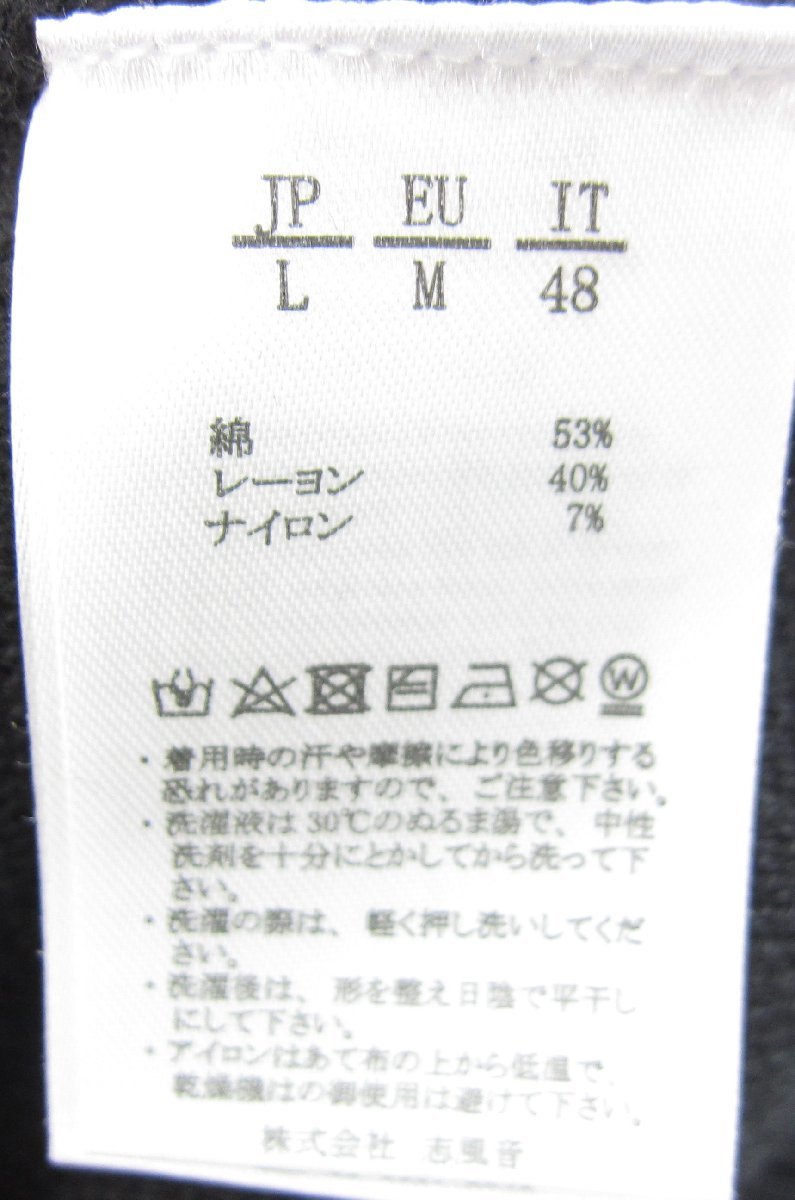 JP EU IT
L M 48
綿 53%
レーヨン 40%
ナイロン 7%
W
・着用時の汗や摩擦により色移りする
恐れがありますので、ご注意下さい。
・洗濯液は30℃のぬるま湯で、中性
洗剤を十分にとかしてから洗って下
さい。
・洗濯の際は、軽く押し洗いしてくだ
さい。
・洗濯後は、形を整え日陰で平干し
にして下さい。
・アイロンはあて布の上から低温で、
乾燥機はの御使用は避けて下さい。
株式会社 志風音